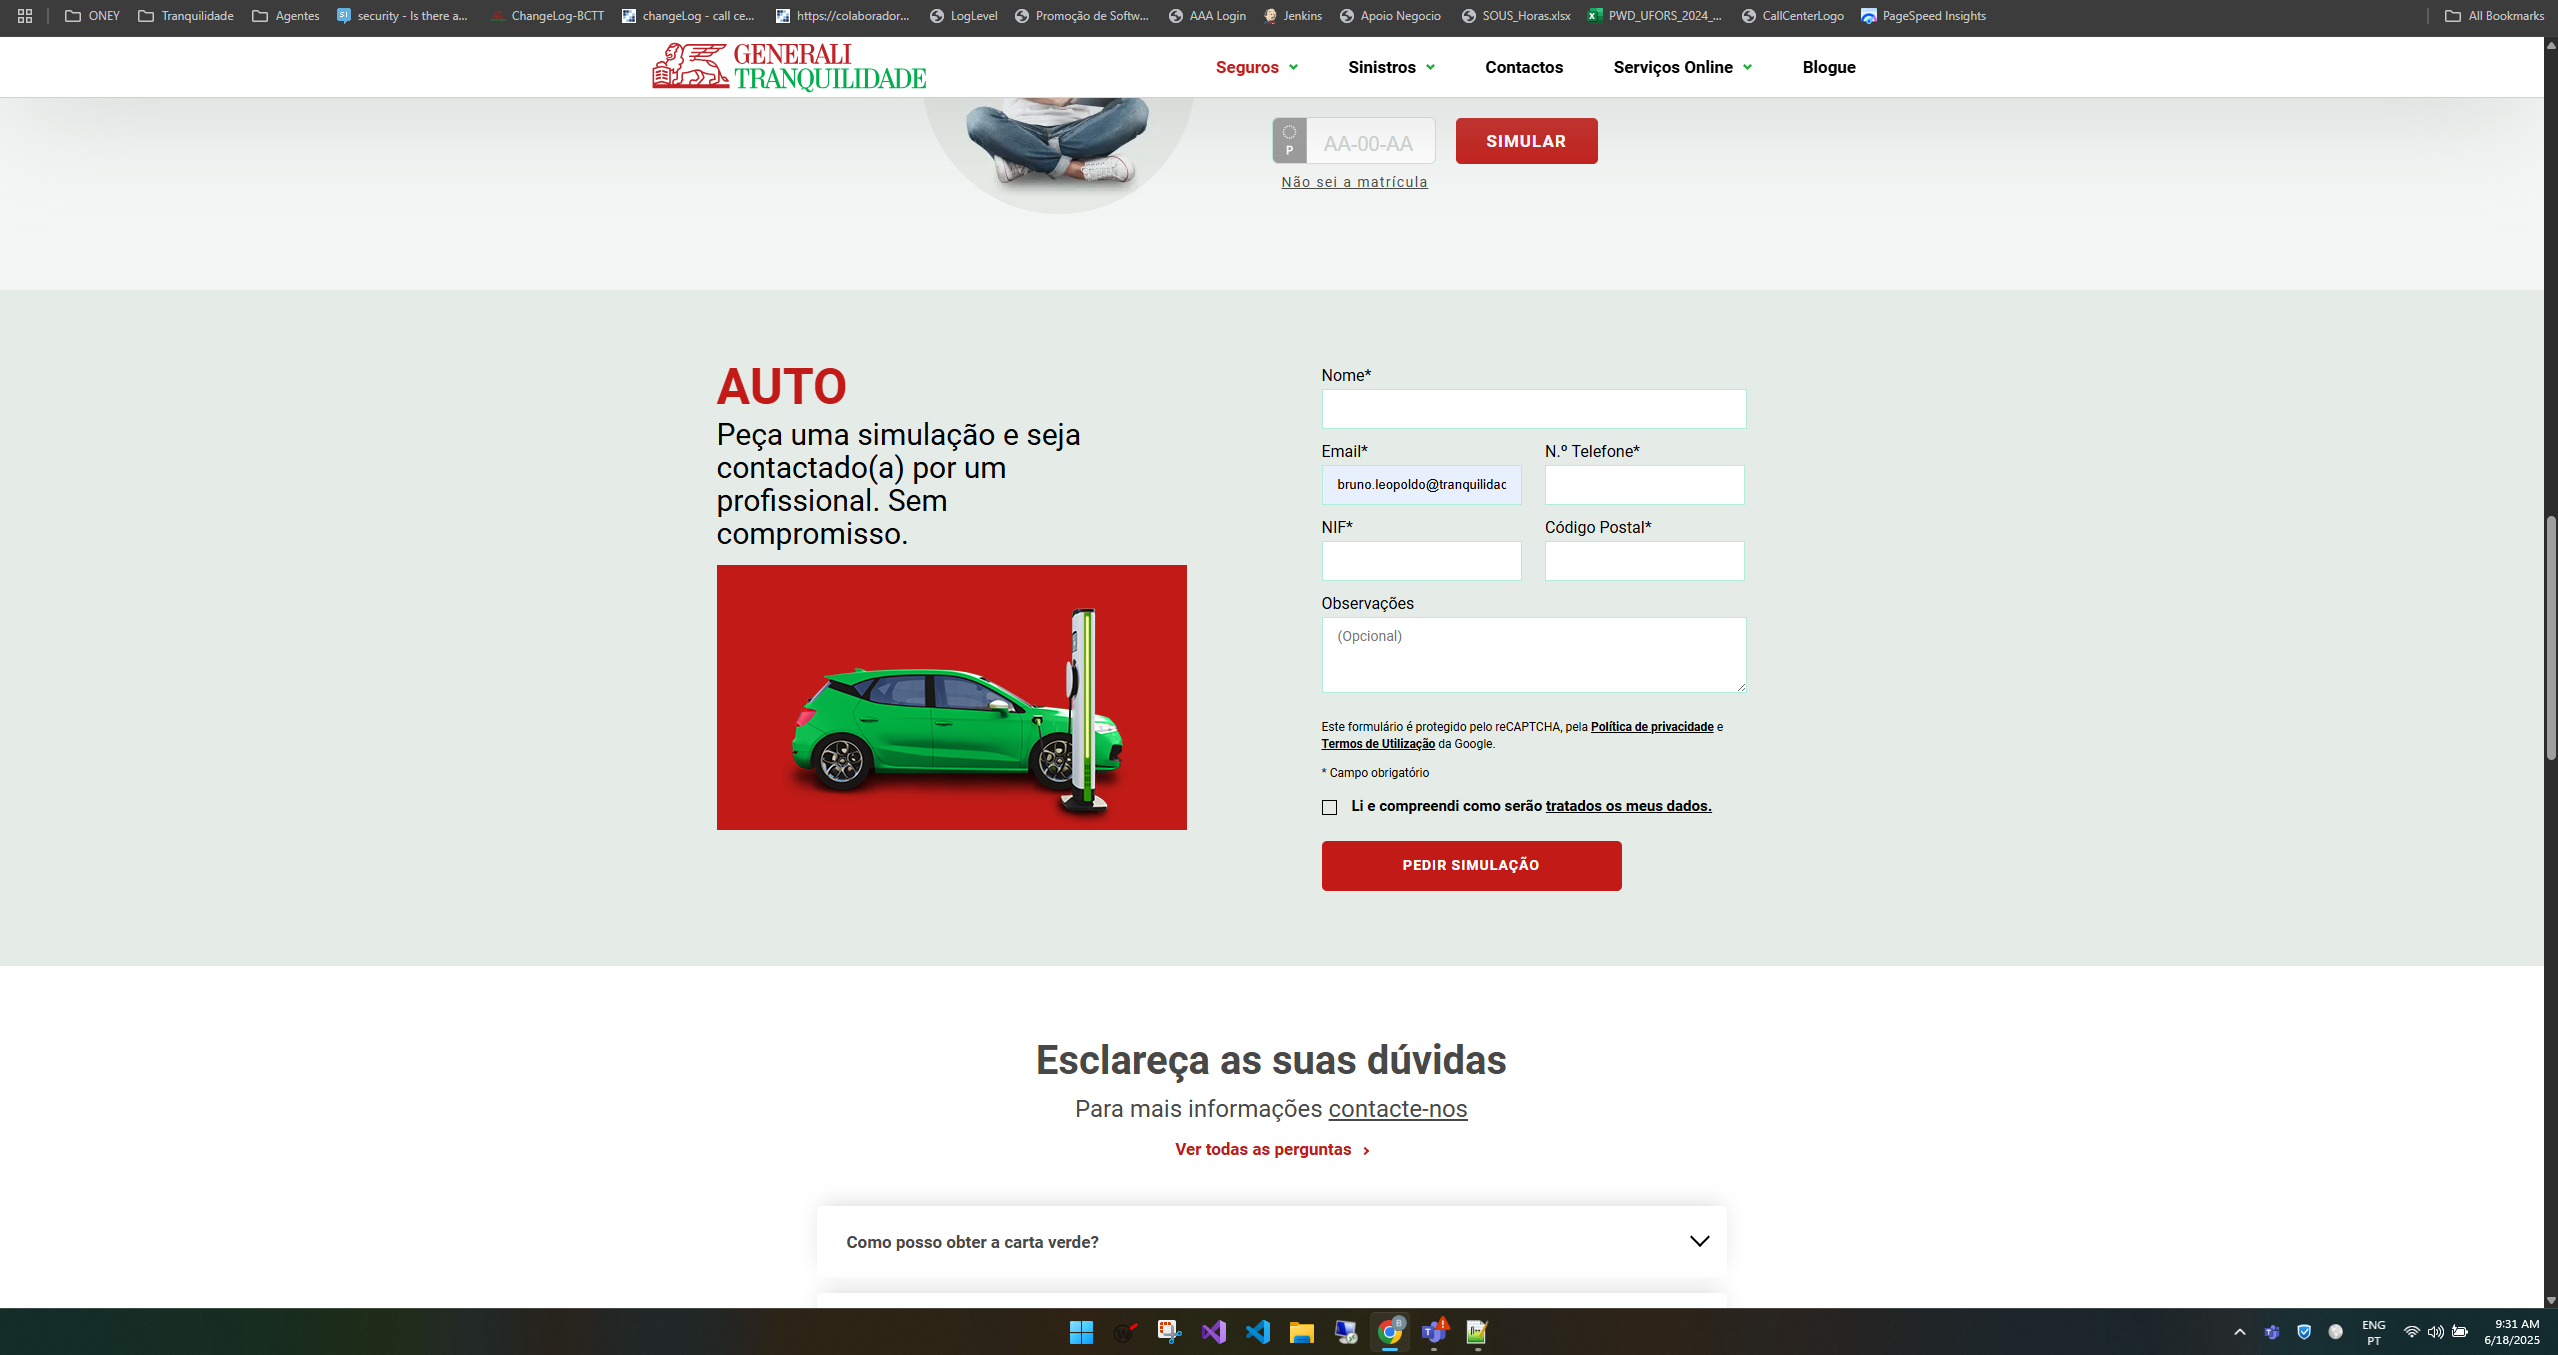 ONEY Tranquilidade Agentes security - Is there a... ChangeLog-BCTT changeLog - call ce... https://colaborador... LogLevel Promoção de Softw... AAA Login Jenkins Apoio Negocio SOUS_Horas.xlsx PWD_UFORS_2024_... CallCenterLogo PageSpeed Insights All Bookmarks
GENERALI
TRANQUILIDADE
Seguros Sinistros Contactos Serviços Online Blogue
P AA-00-AA SIMULAR
Não sei a matrícula
AUTO
Peça uma simulação e seja
contactado(a) por um
profissional. Sem
compromisso.
Nome*
Email* N.º Telefone*
bruno.leopoldo@tranquilidad
NIF* Código Postal*
Observações
(Opcional)
Este formulário é protegido pelo reCAPTCHA, pela Política de privacidade e
Termos de Utilização da Google.
* Campo obrigatório
Li e compreendi como serão tratados os meus dados.
PEDIR SIMULAÇÃO
Esclareça as suas dúvidas
Para mais informações contacte-nos
Ver todas as perguntas
Como posso obter a carta verde?
ENG
PT
9:31 AM
6/18/2025